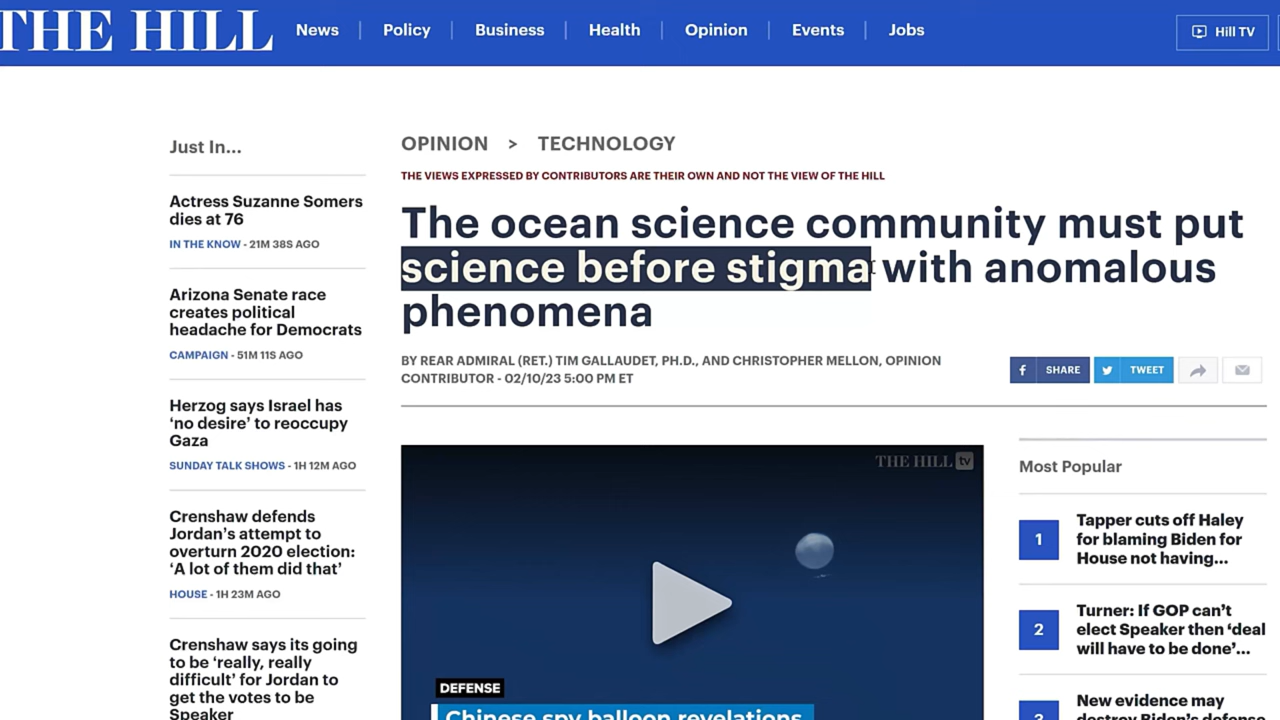 THE HILL
News
Policy
Business
Health
Opinion
Events
Jobs
Hill TV
Just In...
Actress Suzanne Somers
dies at 76
IN THE KNOW - 21M 38S AGO
Arizona Senate race
creates political
headache for Democrats
CAMPAIGN - 51M 11S AGO
Herzog says Israel has
‘no desire’ to reoccupy
Gaza
SUNDAY TALK SHOWS - 1H 12M AGO
Crenshaw defends
Jordan’s attempt to
overturn 2020 election:
‘A lot of them did that’
HOUSE - 1H 23M AGO
Crenshaw says its going
to be ‘really, really
difficult’ for Jordan to
get the votes to be
Speaker
OPINION > TECHNOLOGY
THE VIEWS EXPRESSED BY CONTRIBUTORS ARE THEIR OWN AND NOT THE VIEW OF THE HILL
The ocean science community must put
science before stigma with anomalous
phenomena
BY REAR ADMIRAL (RET.) TIM GALLAUDET, PH.D., AND CHRISTOPHER MELLON, OPINION
CONTRIBUTOR - 02/10/23 5:00 PM ET
SHARE
TWEET
THE HILL tv
DEFENSE
Chinese spy balloon revelations
Most Popular
1
Tapper cuts off Haley
for blaming Biden for
House not having...
2
Turner: If GOP can’t
elect Speaker then ‘deal
will have to be done’...
3
New evidence may
destroy Biden’s defense